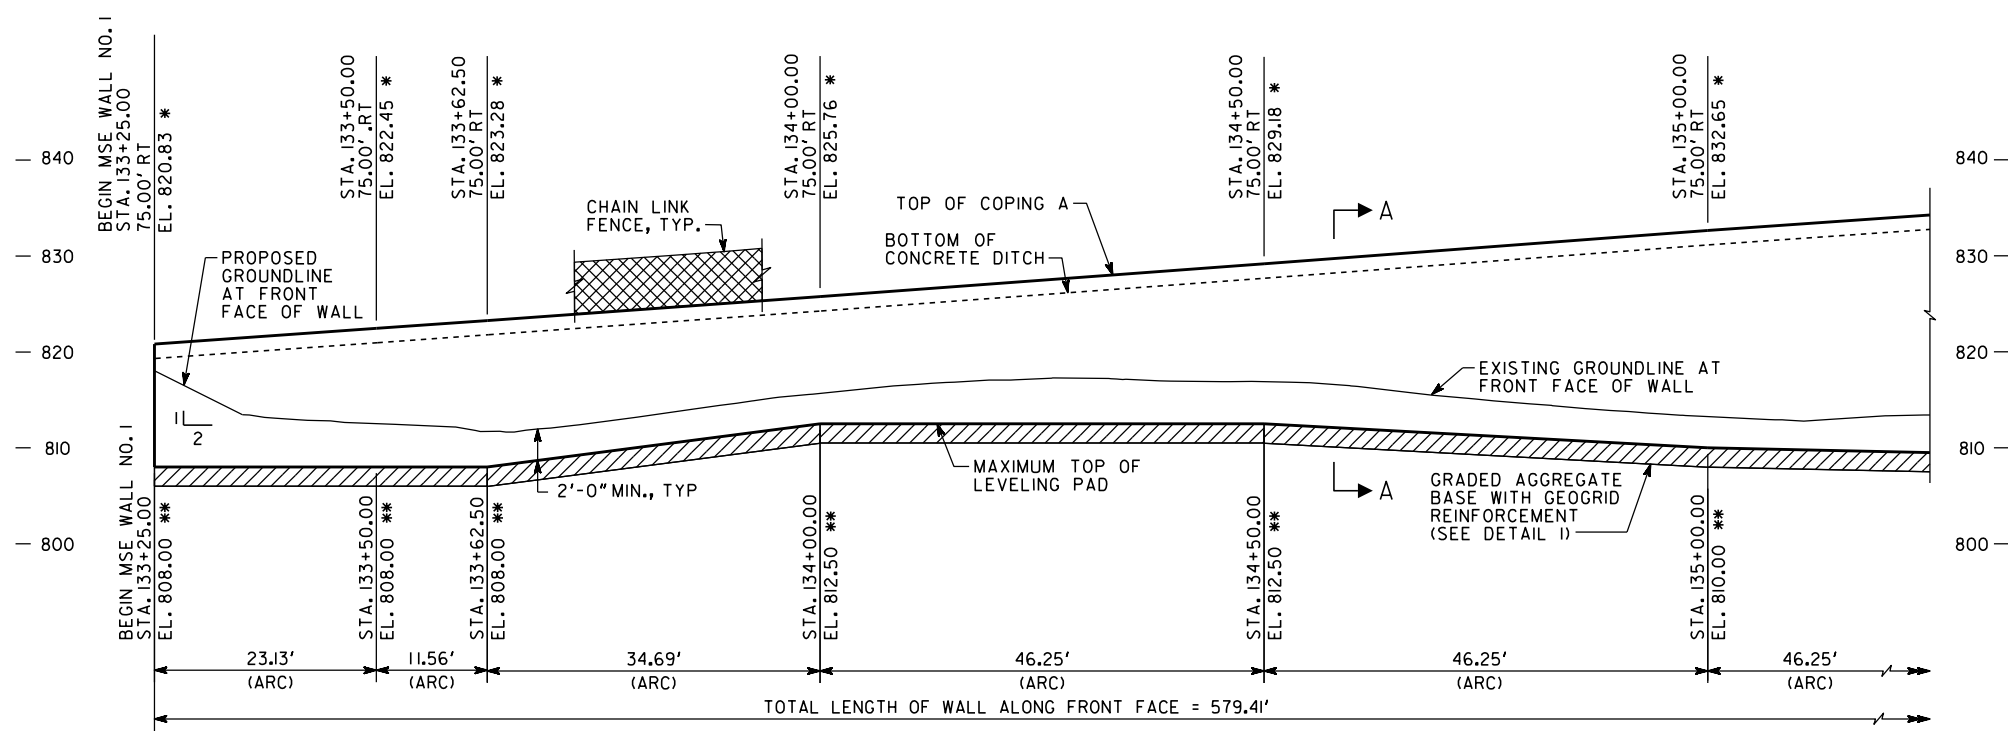 BEGIN MSE WALL NO. 1
STA. 133+25.00
75.00' RT
EL. 820.83 *
STA. 133+50.00
75.00'.RT
EL. 822.45 *
STA. 133+62.50
75.00' RT
EL. 823.28 *
STA. 134+00.00
75.00' RT
EL. 825.76 *
STA. 134+50.00
75.00' RT
EL. 829.18 *
STA. 135+00.00
75.00' RT
EL. 832.65 *
840
830
820
810
800
840
830
820
810
800
PROPOSED
GROUNDLINE
AT FRONT
FACE OF WALL
CHAIN LINK
FENCE, TYP.
TOP OF COPING A
BOTTOM OF
CONCRETE DITCH
A
EXISTING GROUNDLINE AT
FRONT FACE OF WALL
1
2
2'-0" MIN., TYP
MAXIMUM TOP OF
LEVELING PAD
A
GRADED AGGREGATE
BASE WITH GEOGRID
REINFORCEMENT
(SEE DETAIL 1)
BEGIN MSE WALL NO. 1
STA. 133+25.00
EL. 808.00 **
STA. 133+50.00
EL. 808.00 **
STA. 133+62.50
EL. 808.00 **
STA. 134+00.00
EL. 812.50 **
STA. 134+50.00
EL. 812.50 **
STA. 135+00.00
EL. 810.00 **
23.13'
(ARC)
11.56'
(ARC)
34.69'
(ARC)
46.25'
(ARC)
46.25'
(ARC)
46.25'
(ARC)
TOTAL LENGTH OF WALL ALONG FRONT FACE = 579.41'